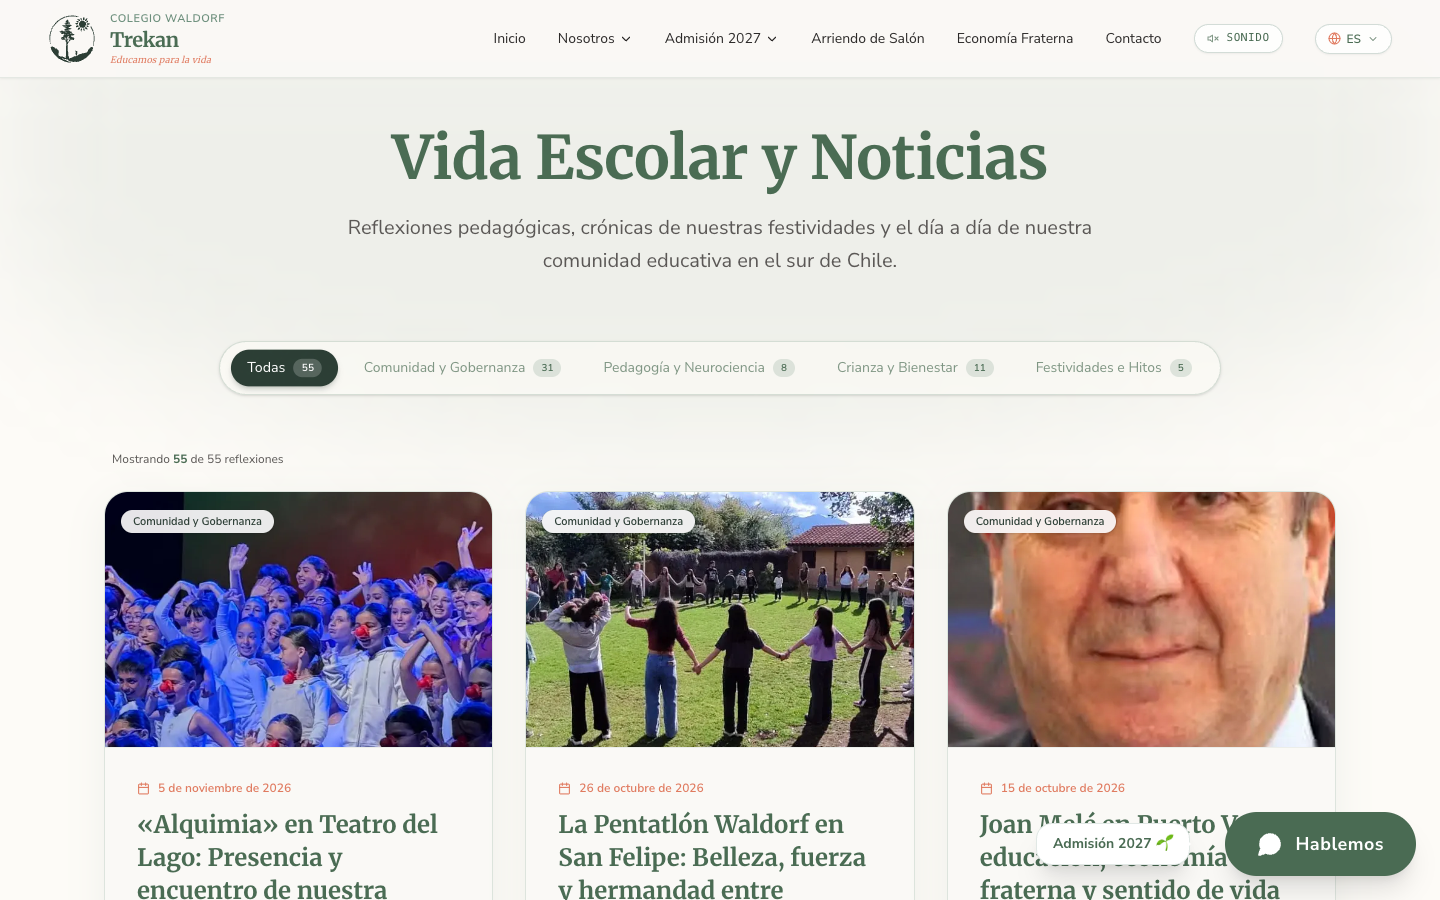 COLEGIO WALDORF
Trekan
Educamos para la vida
Inicio
Nosotros
Admisión 2027
Arriendo de Salón
Economía Fraterna
Contacto
SONIDO
ES
Vida Escolar y Noticias
Reflexiones pedagógicas, crónicas de nuestras festividades y el día a día de nuestra
comunidad educativa en el sur de Chile.
Todas 55
Comunidad y Gobernanza 31
Pedagogía y Neurociencia 8
Crianza y Bienestar 11
Festividades e Hitos 5
Mostrando 55 de 55 reflexiones
Comunidad y Gobernanza
5 de noviembre de 2026
«Alquimia» en Teatro del
Lago: Presencia y
encuentro de nuestra
Comunidad y Gobernanza
26 de octubre de 2026
La Pentatlón Waldorf en
San Felipe: Belleza, fuerza
y hermandad entre
Comunidad y Gobernanza
15 de octubre de 2026
Joan
fraterna y sentido de vida
Admisión 2027
Hablemos